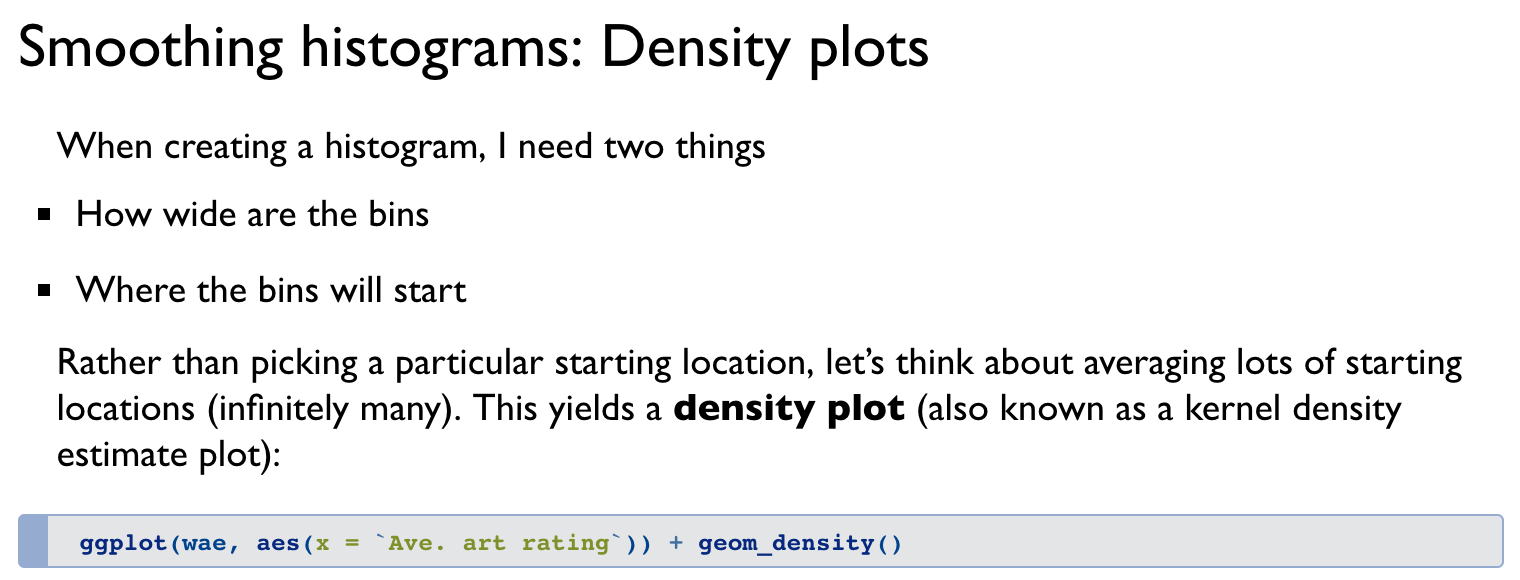 Smoothing histograms: Density plots
When creating a histogram, I need two things
▪ How wide are the bins
▪ Where the bins will start
Rather than picking a particular starting location, let’s think about averaging lots of starting
locations (infinitely many). This yields a density plot (also known as a kernel density
estimate plot):
ggplot(wae, aes(x = `Ave. art rating`)) + geom_density()